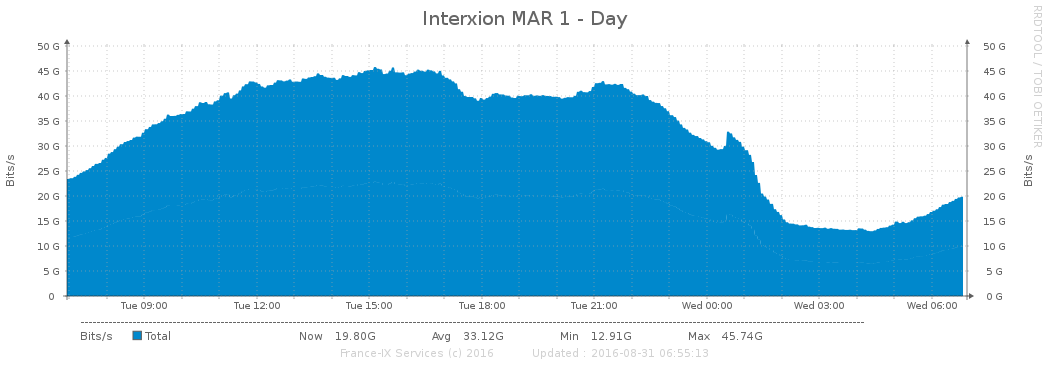 Interxion MAR 1 - Day
RRDTOOL / TOBI OETIKER
Bits/s
Bits/s
50 G 50 G
45 G 45 G
40 G 40 G
35 G 35 G
30 G 30 G
25 G 25 G
20 G 20 G
15 G 15 G
10 G 10 G
5 G 5 G
0 0 G
Tue 09:00 Tue 12:00 Tue 15:00 Tue 18:00 Tue 21:00 Wed 00:00 Wed 03:00 Wed 06:00
Bits/s Total Now 19.80G Avg 33.12G Min 12.91G Max 45.74G
France-IX Services (c) 2016 Updated : 2016-08-31 06:55:13